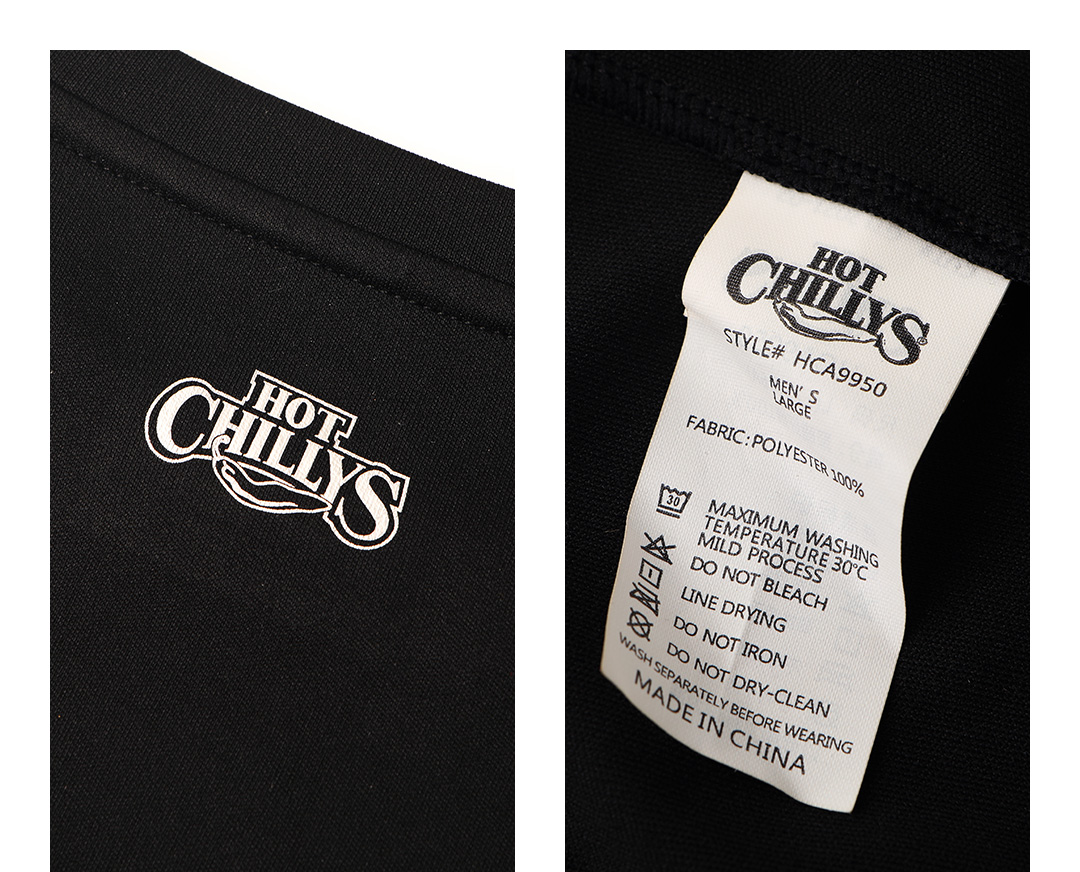 HOT
CHILLYS
HOT
CHILLYS®
STYLE# HCA9950
MEN' S
LARGE
FABRIC:POLYESTER 100%
30
MAXIMUM WASHING
TEMPERATURE 30℃
MILD PROCESS
DO NOT BLEACH
LINE DRYING
DO NOT IRON
DO NOT DRY-CLEAN
WASH SEPARATELY BEFORE WEARING
MADE IN CHINA